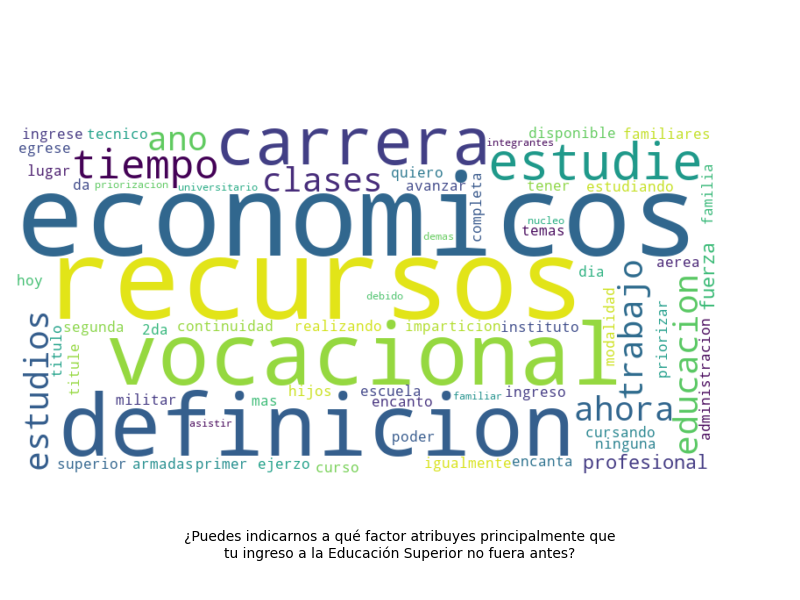 ingrese tecnico ano carrera integrantes disponible familiares
egrese tiempo clases quiero estudie
lugar da priorizacion universitario avanzar completa tener estudiando familia
economicos demas nucleo temas
hoy recursos debido dia trabajo aerea fuerza
estudios titulo segunda 2da continuidad realizando imparticion instituto modalidad priorizar administracion educacion
titule vocacional
militar mas hijos escuela encanto familiar ingreso ahora
definicion asistir poder cursando ninguna
superior armadas primer ejerzo curso igualmente encanta profesional
¿Puedes indicarnos a qué factor atribuyes principalmente que
tu ingreso a la Educación Superior no fuera antes?